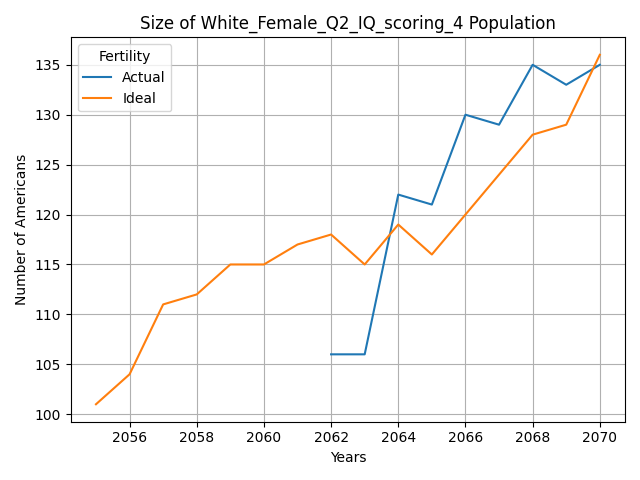 Size of White_Female_Q2_IQ_scoring_4 Population
Fertility
Actual
Ideal
Number of Americans
135
130
125
120
115
110
105
100
2056 2058 2060 2062 2064 2066 2068 2070
Years